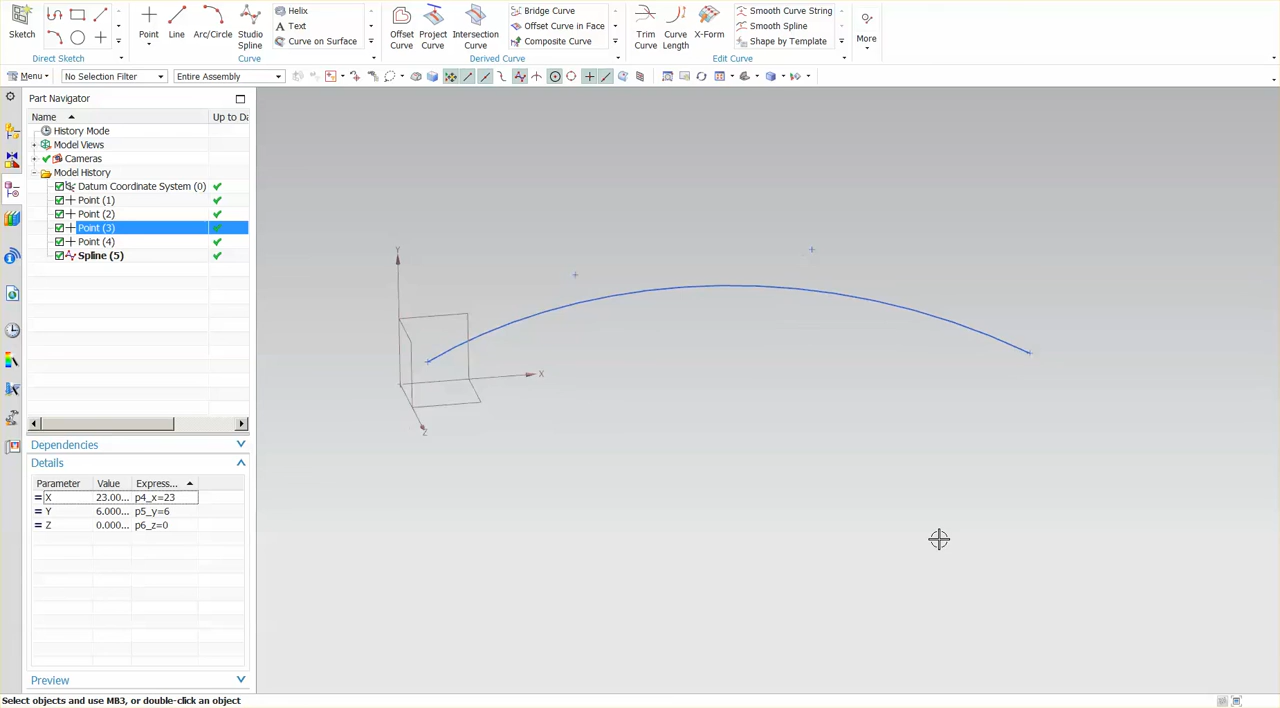 Sketch
Direct Sketch
Point
Line
Arc/Circle
Studio
Spline
Helix
Text
Curve on Surface
Curve
Offset
Curve
Project
Curve
Intersection
Curve
Bridge Curve
Offset Curve in Face
Composite Curve
Derived Curve
Trim
Curve
Curve
Length
X-Form
Smooth Curve String
Smooth Spline
Shape by Template
Edit Curve
More
Menu
No Selection Filter
Entire Assembly
Part Navigator
Name Up to Da
History Mode
Model Views
Cameras
Model History
Datum Coordinate System (0)
Point (1)
Point (2)
Point (3)
Point (4)
Spline (5)
Y
X
Z
Dependencies
Details
Parameter Value Express...
X 23.00... p4_x=23
Y 6.000... p5_y=6
Z 0.000... p6_z=0
Preview
Select objects and use MB3, or double-click an object